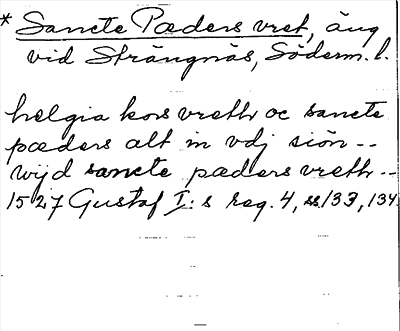 * Sancte Pæders vret, äng
vid Strängnäs, Söderm. l.
helgia kors vreth oc sancte
pæders alt in vdj siön --
wijd sancte pæders vreth --
1527 Gustaf I:s reg. 4, ss. 133, 134.